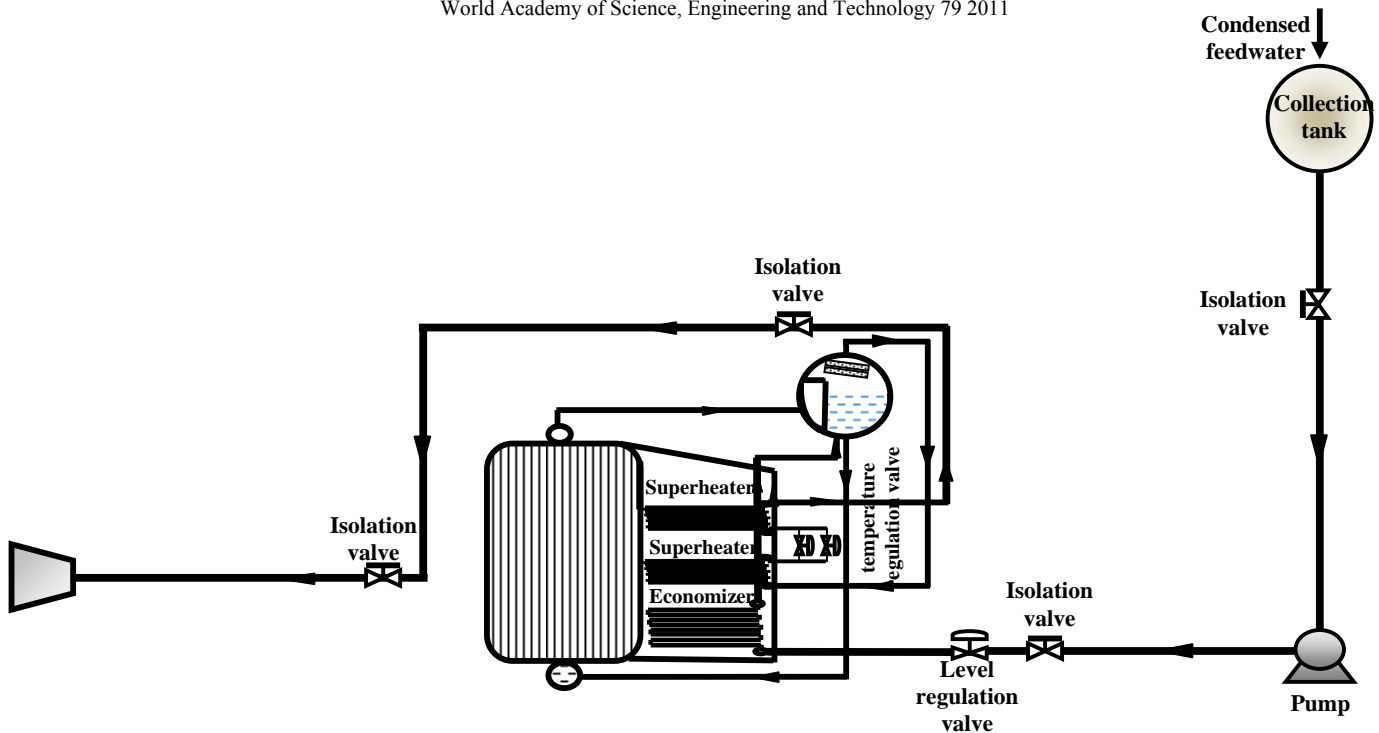 World Academy of Science, Engineering and Technology 79 2011
Condensed
feedwater
Collection
tank
Isolation
valve
Isolation
valve
Superheater
temperature
egulation valve
Isolation
valve
Superheater
Economizer
Isolation
valve
Level
regulation
valve
Pump